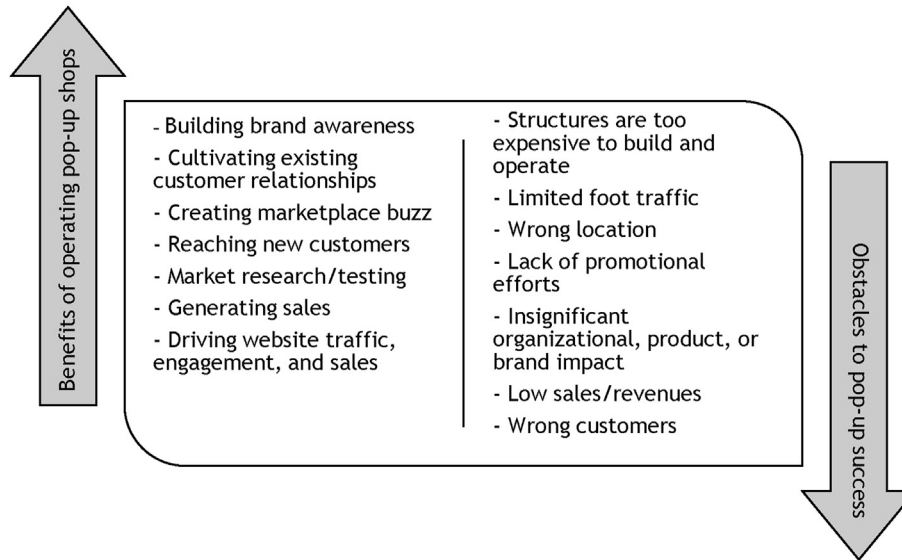 Benefits of operating pop-up shops
- Building brand awareness
- Cultivating existing
customer relationships
- Creating marketplace buzz
- Reaching new customers
- Market research/testing
- Generating sales
- Driving website traffic,
engagement, and sales
- Structures are too
expensive to build and
operate
- Limited foot traffic
- Wrong location
- Lack of promotional
efforts
- Insignificant
organizational, product, or
brand impact
- Low sales/revenues
- Wrong customers
Obstacles to pop-up success